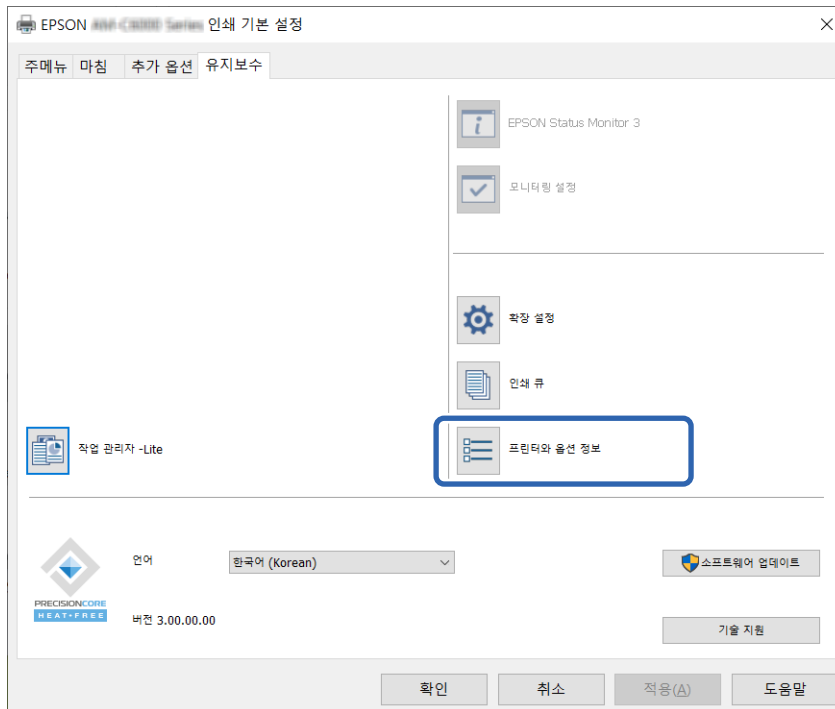 EPSON Series 인쇄 기본 설정
주메뉴 마침 추가 옵션 유지보수
EPSON Status Monitor 3
모니터링 설정
확장 설정
인쇄 큐
작업 관리자 -Lite
프린터와 옵션 정보
언어 한국어 (Korean)
소프트웨어 업데이트
PRECISIONCORE
HEAT-FREE
버전 3.00.00.00
기술 지원
확인 취소 적용(A) 도움말